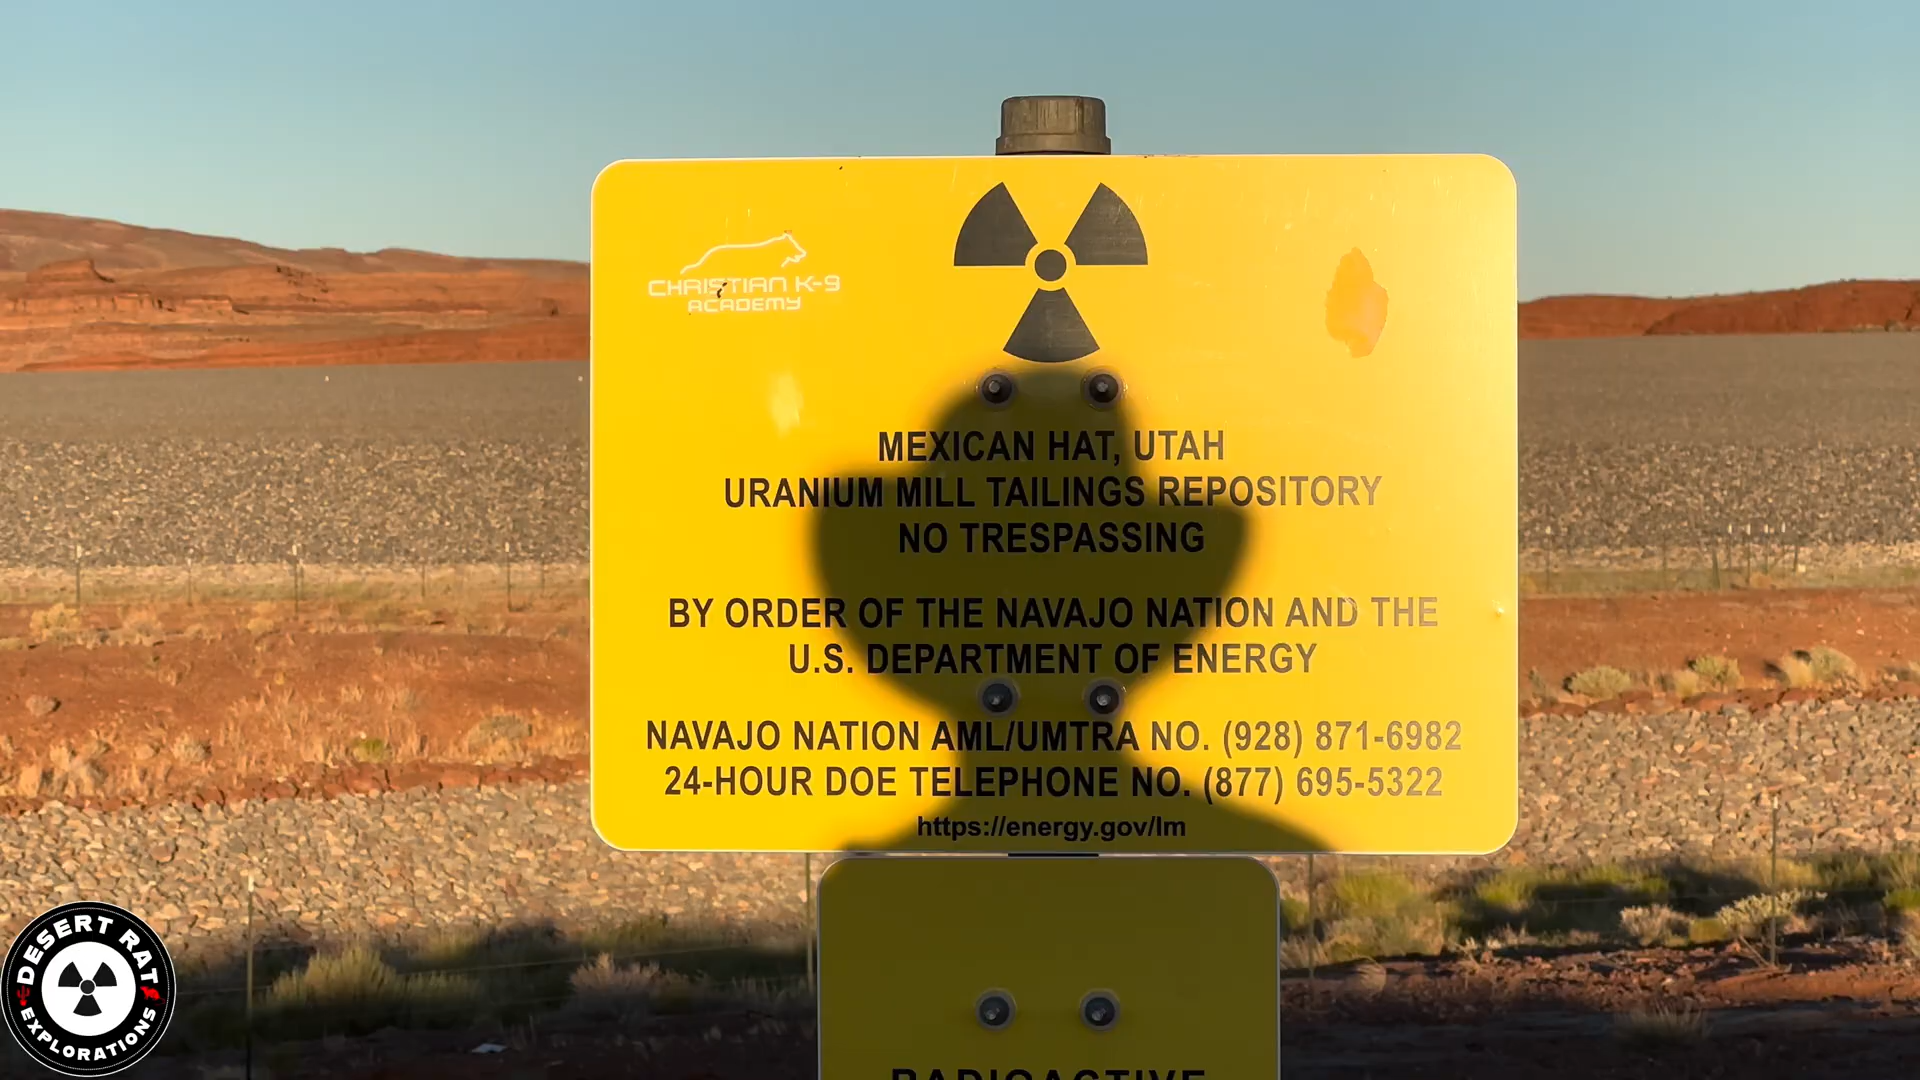 CHRISTIAN K-9
ACADEMY
MEXICAN HAT, UTAH
URANIUM MILL TAILINGS REPOSITORY
NO TRESPASSING
BY ORDER OF THE NAVAJO NATION AND THE
U.S. DEPARTMENT OF ENERGY
NAVAJO NATION AML/UMTRA NO. (928) 871-6982
24-HOUR DOE TELEPHONE NO. (877) 695-5322
https://energy.gov/lm
RADIOACTIVE
DESERT RAT
EXPLORATIONS